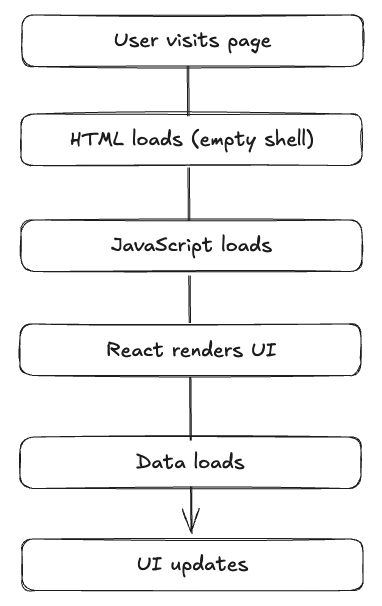 User visits page
HTML loads (empty shell)
JavaScript loads
React renders UI
Data loads
UI updates